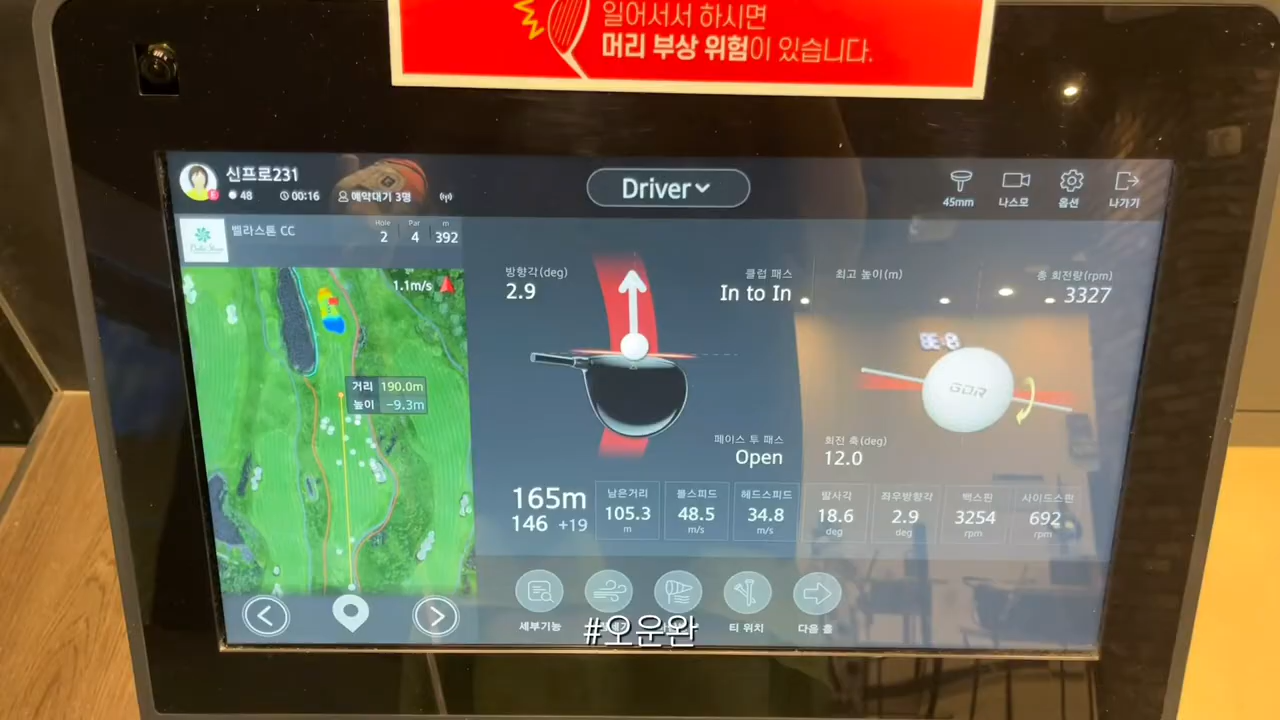 일어서서 하시면
머리 부상 위험이 있습니다.
신프로231
48 00:16 예약대기 3명
Driver
45mm 나스모 옵션 나가기
벨라스톤 CC
Hole Par m
2 4 392
1.1m/s
거리 190.0m
높이 -9.3m
방향각(deg)
2.9
클럽 패스
In to In
페이스 투 패스
Open
최고 높이(m)
총 회전량(rpm)
3327
GDR
회전 축(deg)
12.0
165m
146 +19
남은거리
105.3
m
볼스피드
48.5
m/s
헤드스피드
34.8
m/s
발사각
18.6
deg
좌우방향각
2.9
deg
백스핀
3254
rpm
사이드스핀
692
rpm
세부기능
티 위치
다음 홀
#오운완